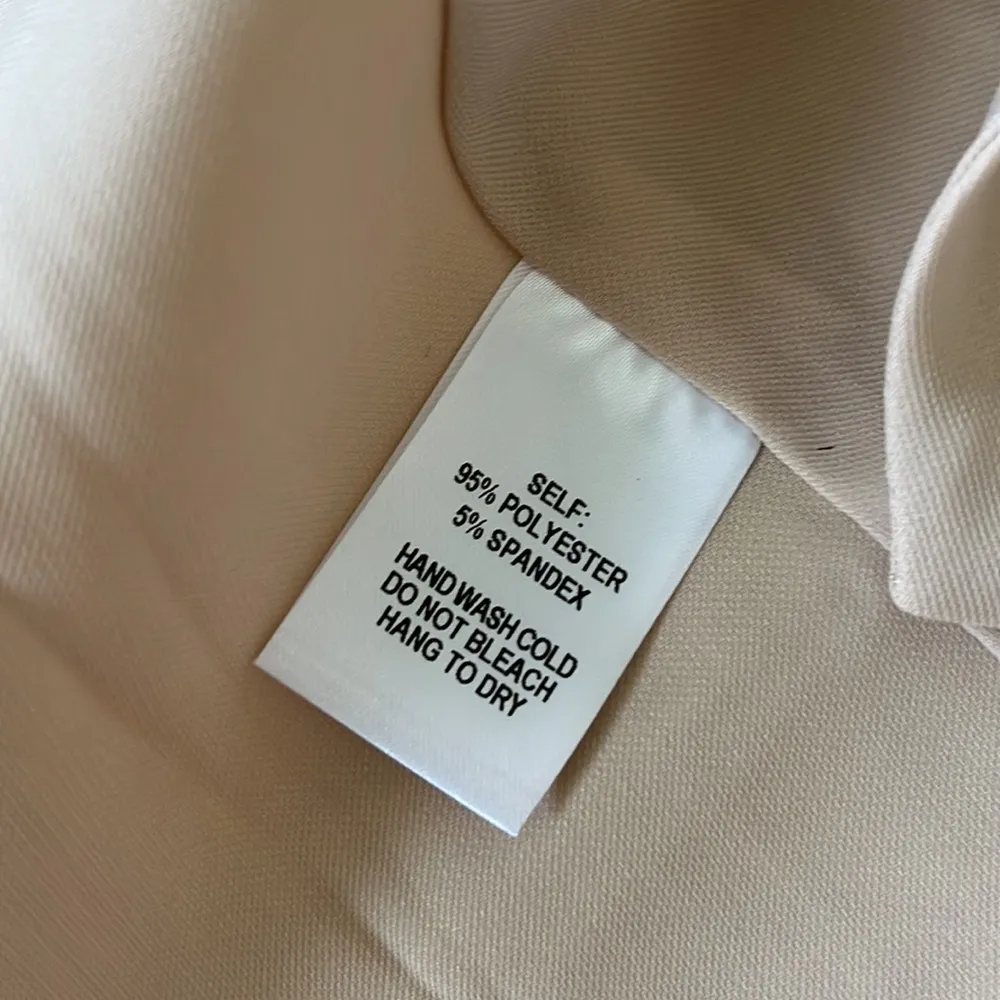 SELF:
95% POLYESTER
5% SPANDEX
HAND WASH COLD
DO NOT BLEACH
HANG TO DRY